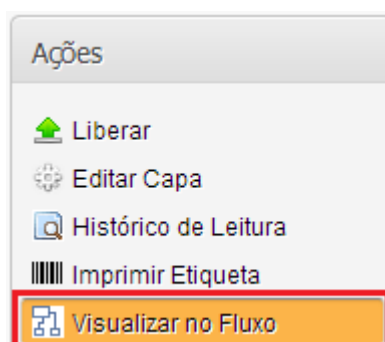 Ações
Liberar
Editar Capa
Histórico de Leitura
Imprimir Etiqueta
Visualizar no Fluxo